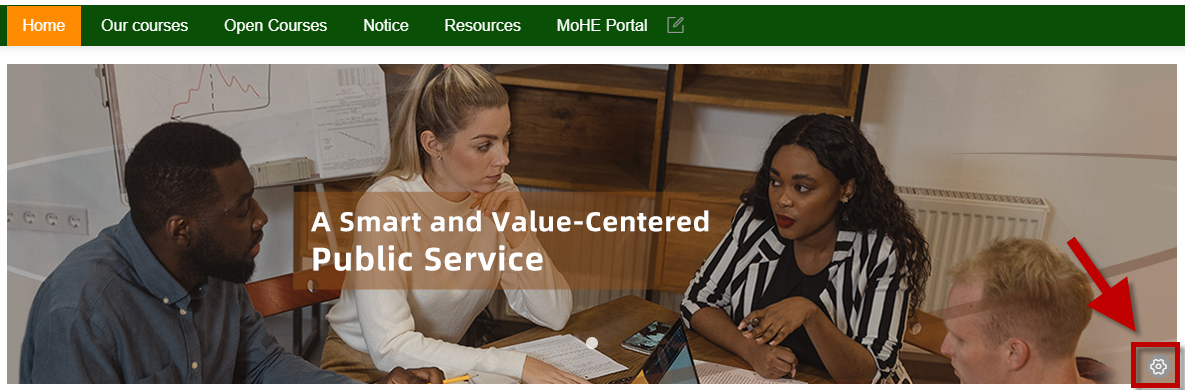 Home Our courses Open Courses Notice Resources MoHE Portal
A Smart and Value-Centered
Public Service